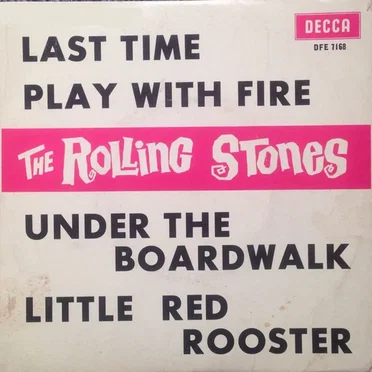 DECCA
DFE 7168
LAST TIME
PLAY WITH FIRE
THE ROLLING STONES
UNDER THE
BOARDWALK
LITTLE RED
ROOSTER